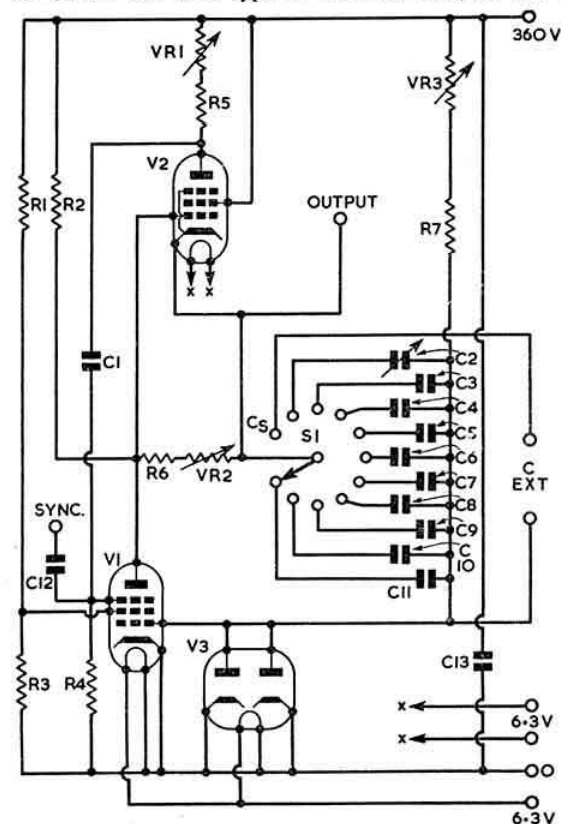 360 V
VR1
VR3
R5
V2
OUTPUT
R1
R2
R7
X X
C1
C2
C3
CS
S1
C4
C5
C6
C
EXT
R6
VR2
C7
SYNC.
C8
V1
C9
C12
C
10
C11
V3
C13
R3
R4
X
6·3V
X
OO
6·3V